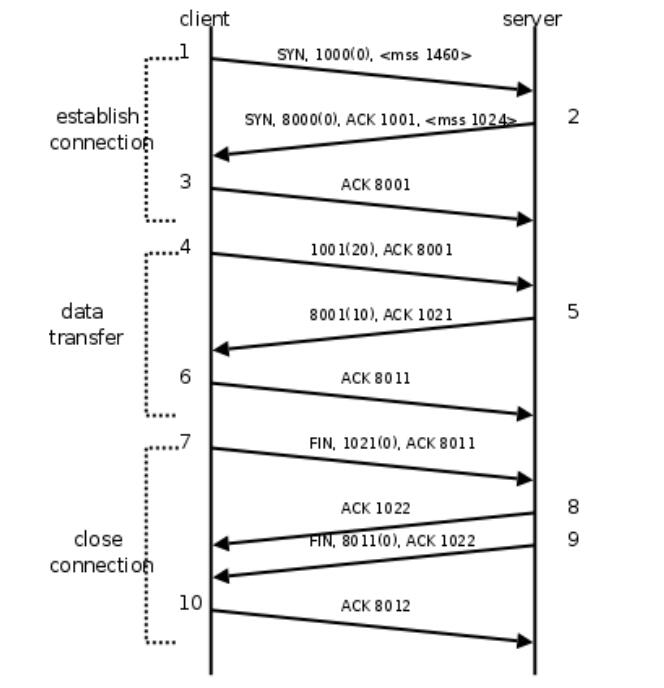 client
server
1
SYN, 1000(0), <mss 1460>
establish
connection
SYN, 8000(0), ACK 1001, <mss 1024>
2
3
ACK 8001
4
1001(20), ACK 8001
data
transfer
8001(10), ACK 1021
5
6
ACK 8011
7
FIN, 1021(0), ACK 8011
ACK 1022
8
close
connection
FIN, 8011(0), ACK 1022
9
10
ACK 8012